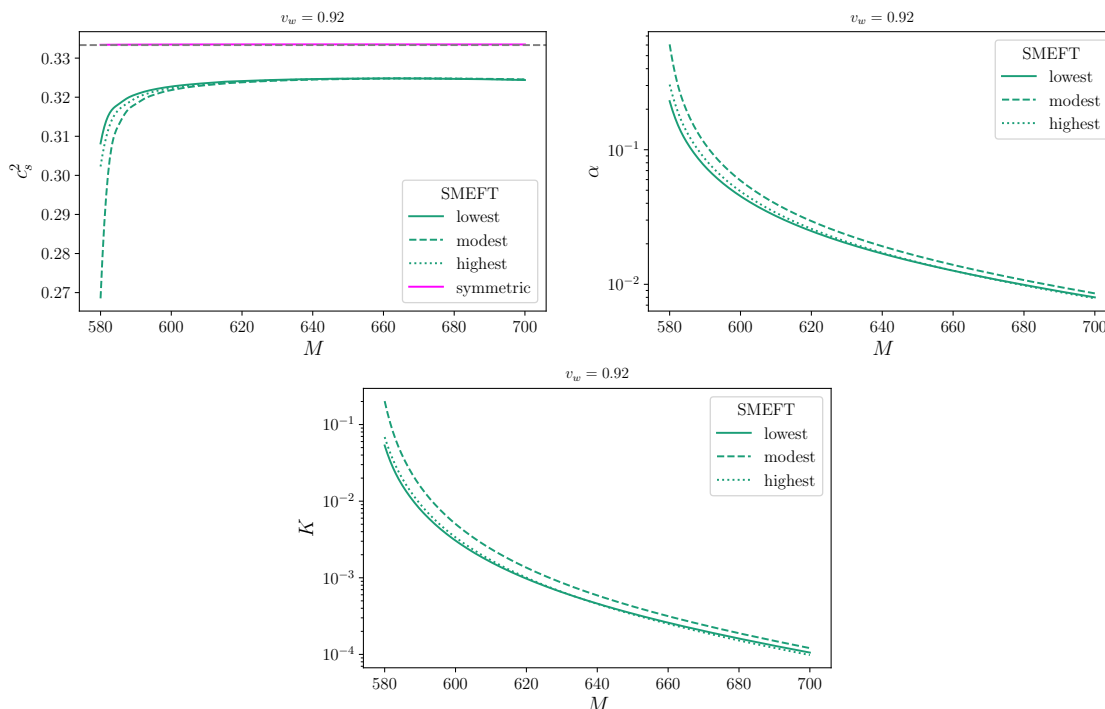 v_w = 0.92
c_s^2
0.33
0.32
0.31
0.30
0.29
0.28
0.27
580 600 620 640 660 680 700
M
SMEFT
lowest
modest
highest
symmetric
v_w = 0.92
α
10^{-1}
10^{-2}
580 600 620 640 660 680 700
M
SMEFT
lowest
modest
highest
v_w = 0.92
K
10^{-1}
10^{-2}
10^{-3}
10^{-4}
580 600 620 640 660 680 700
M
SMEFT
lowest
modest
highest